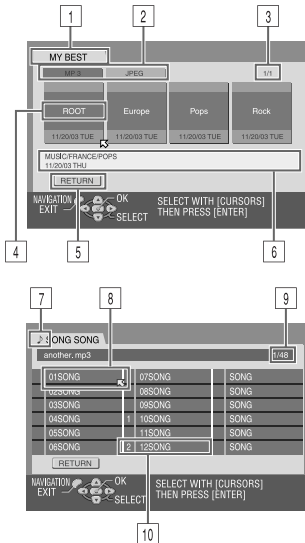 1 2 3
MY BEST
MP3 JPEG 1/1
ROOT Europe Pops Rock
11/20/03 TUE 11/20/03 TUE 11/20/03 TUE 11/20/03 TUE
MUSIC/FRANCE/POPS
11/20/03 THU
RETURN
NAVIGATION OK SELECT WITH [CURSORS]
EXIT SELECT THEN PRESS [ENTER]
4 5 6
7 8 9
♪ SONG SONG
another.mp3 1/48
01SONG 07SONG SONG
02SONG 08SONG SONG
03SONG 09SONG SONG
04SONG 1 10SONG SONG
05SONG 11SONG SONG
06SONG 2 12SONG SONG
RETURN
NAVIGATION OK SELECT WITH [CURSORS]
EXIT SELECT THEN PRESS [ENTER]
10